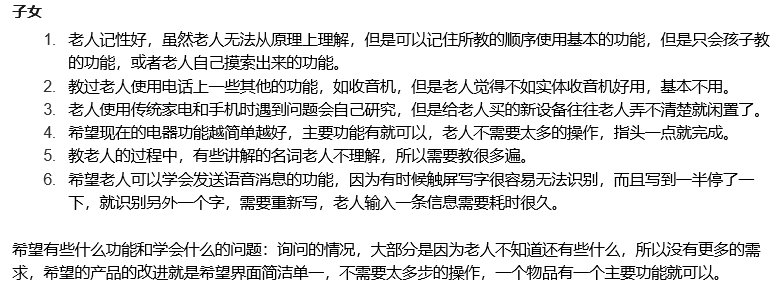 子女
1. 老人记性好，虽然老人无法从原理上理解，但是可以记住所教的顺序使用基本的功能，但是只会孩子教
的功能，或者老人自己摸索出来的功能。
2. 教过老人使用电话上一些其他的功能，如收音机，但是老人觉得不如实体收音机好用，基本不用。
3. 老人使用传统家电和手机时遇到问题会自己研究，但是给老人买的新设备往往老人弄不清楚就闲置了。
4. 希望现在的电器功能越简单越好，主要功能有就可以，老人不需要太多的操作，指头一点就完成。
5. 教老人的过程中，有些讲解的名词老人不理解，所以需要教很多遍。
6. 希望老人可以学会发送语音消息的功能，因为有时候触屏写字很容易无法识别，而且写到一半停了一
下，就识别另外一个字，需要重新写，老人输入一条信息需要耗时很久。
希望有些什么功能和学会什么的问题：询问的情况，大部分是因为老人不知道还有些什么，所以没有更多的需
求，希望的产品的改进就是希望界面简洁单一，不需要太多步的操作，一个物品有一个主要功能就可以。